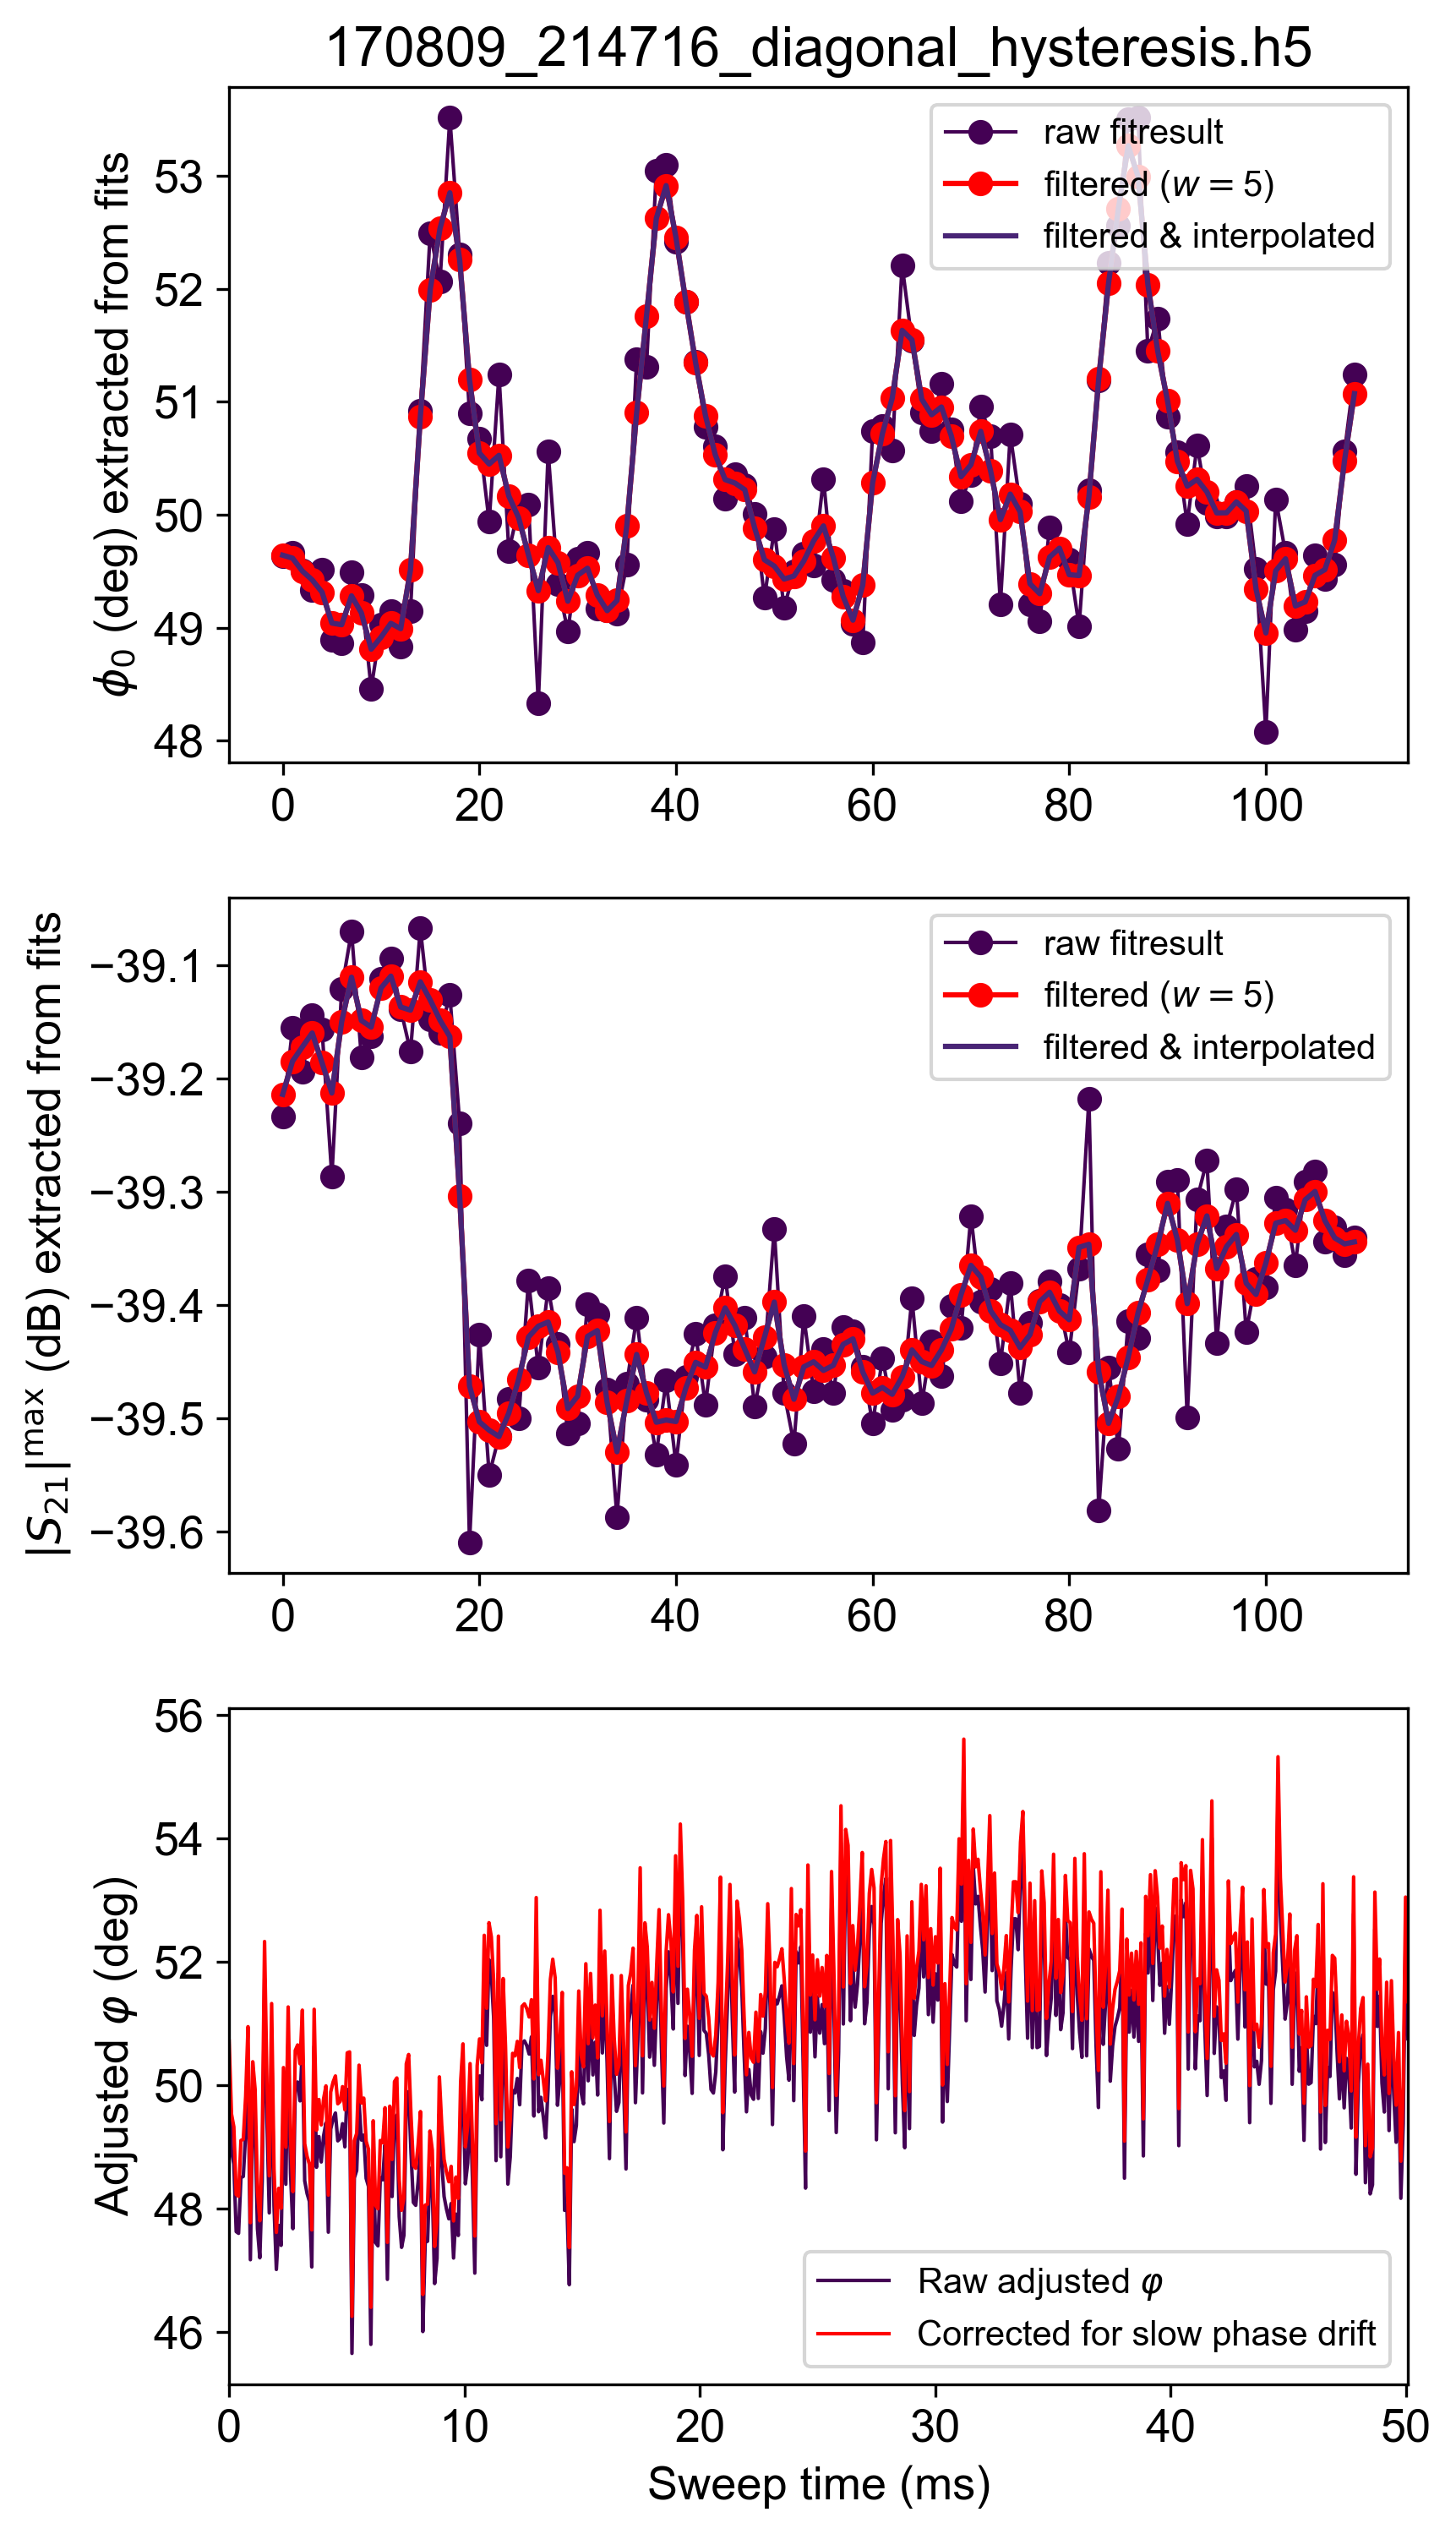 170809_214716_diagonal_hysteresis.h5
ϕ₀ (deg) extracted from fits
53
52
51
50
49
48
raw fitresult
filtered (w = 5)
filtered & interpolated
0 20 40 60 80 100
|S₂₁|ᵐᵃˣ (dB) extracted from fits
−39.1
−39.2
−39.3
−39.4
−39.5
−39.6
raw fitresult
filtered (w = 5)
filtered & interpolated
0 20 40 60 80 100
Adjusted φ (deg)
56
54
52
50
48
46
Raw adjusted φ
Corrected for slow phase drift
0 10 20 30 40 50
Sweep time (ms)